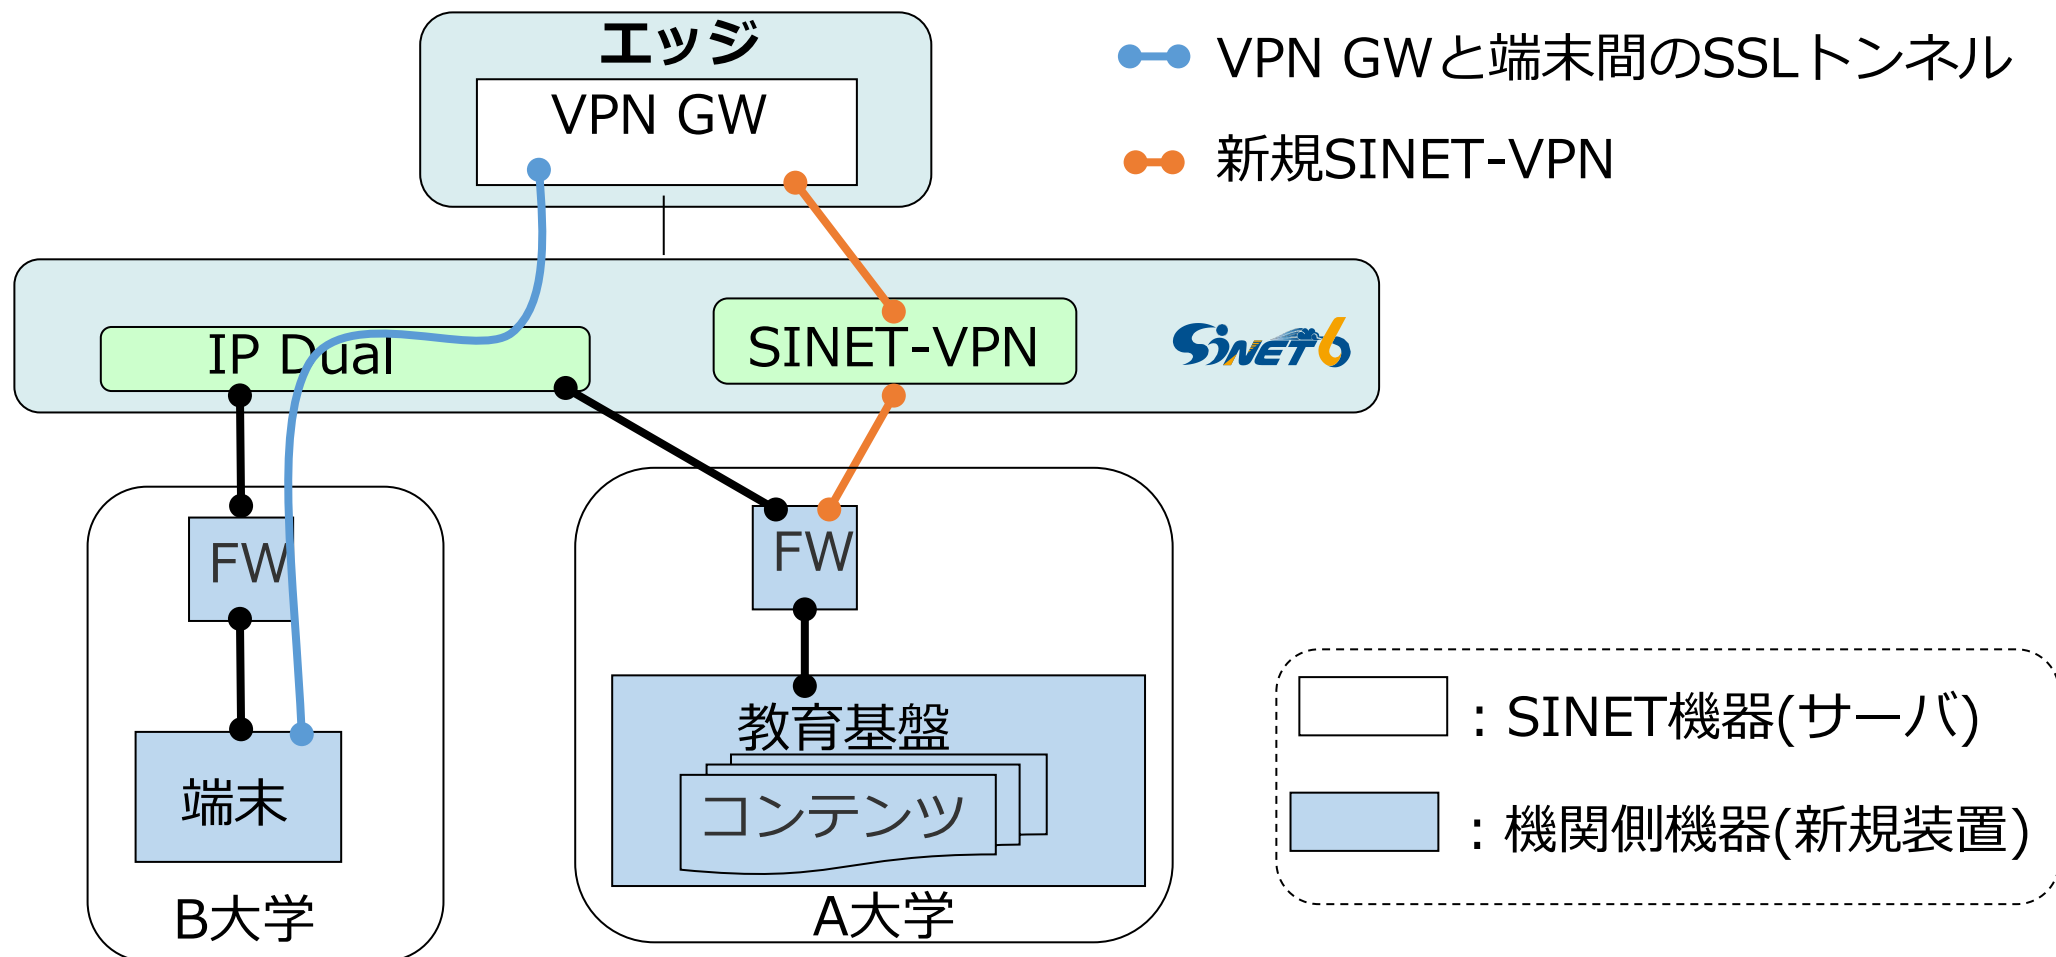 エッジ
VPN GW
VPN GWと端末間のSSLトンネル
新規SINET-VPN
IP Dual
SINET-VPN
SINET6
FW
FW
教育基盤
コンテンツ
端末
B大学
A大学
: SINET機器(サーバ)
: 機関側機器(新規装置)